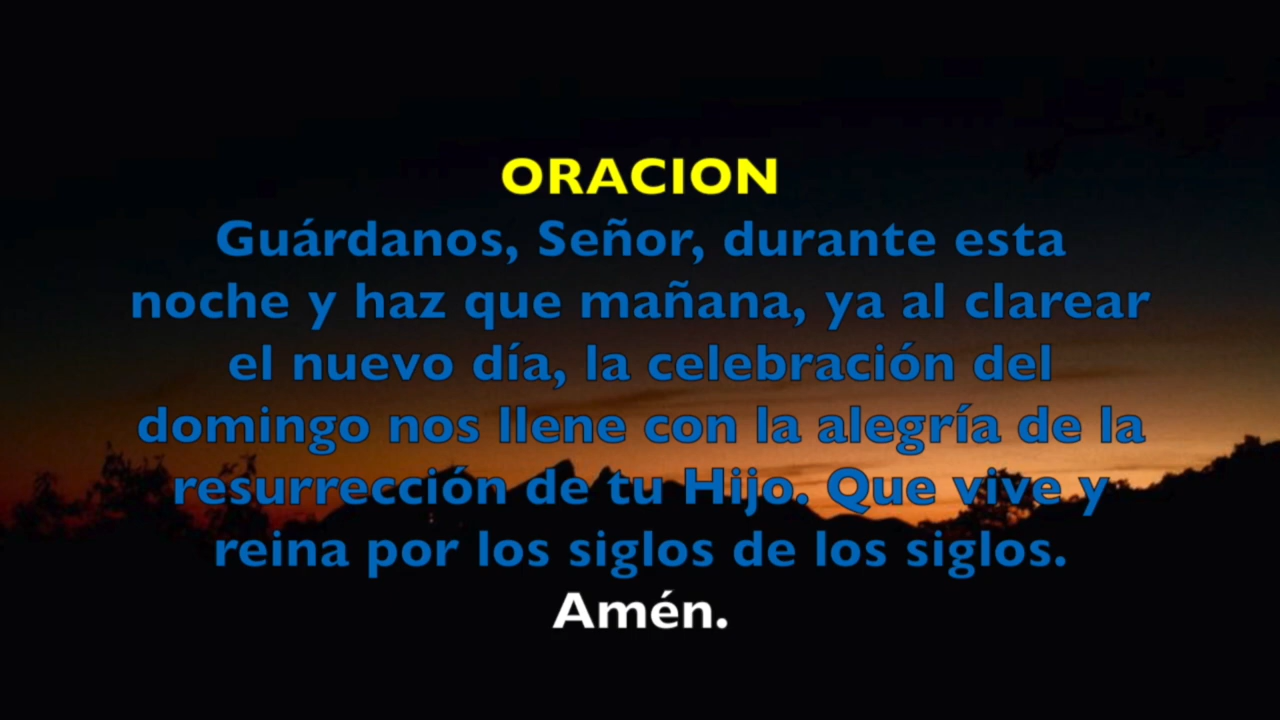 ORACION
Guárdanos, Señor, durante esta
noche y haz que mañana, ya al clarear
el nuevo día, la celebración del
domingo nos llene con la alegría de la
resurrección de tu Hijo. Que vive y
reina por los siglos de los siglos.
Amén.